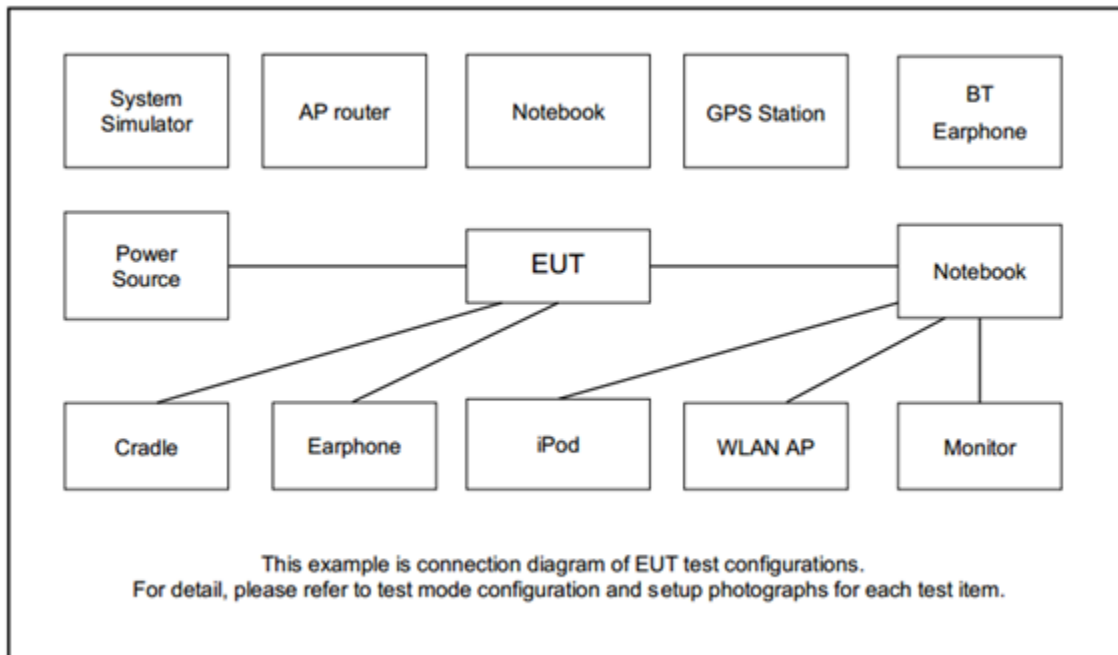 System
Simulator
AP router
Notebook
GPS Station
BT
Earphone
Power
Source
EUT
Notebook
Cradle
Earphone
iPod
WLAN AP
Monitor
This example is connection diagram of EUT test configurations.
For detail, please refer to test mode configuration and setup photographs for each test item.